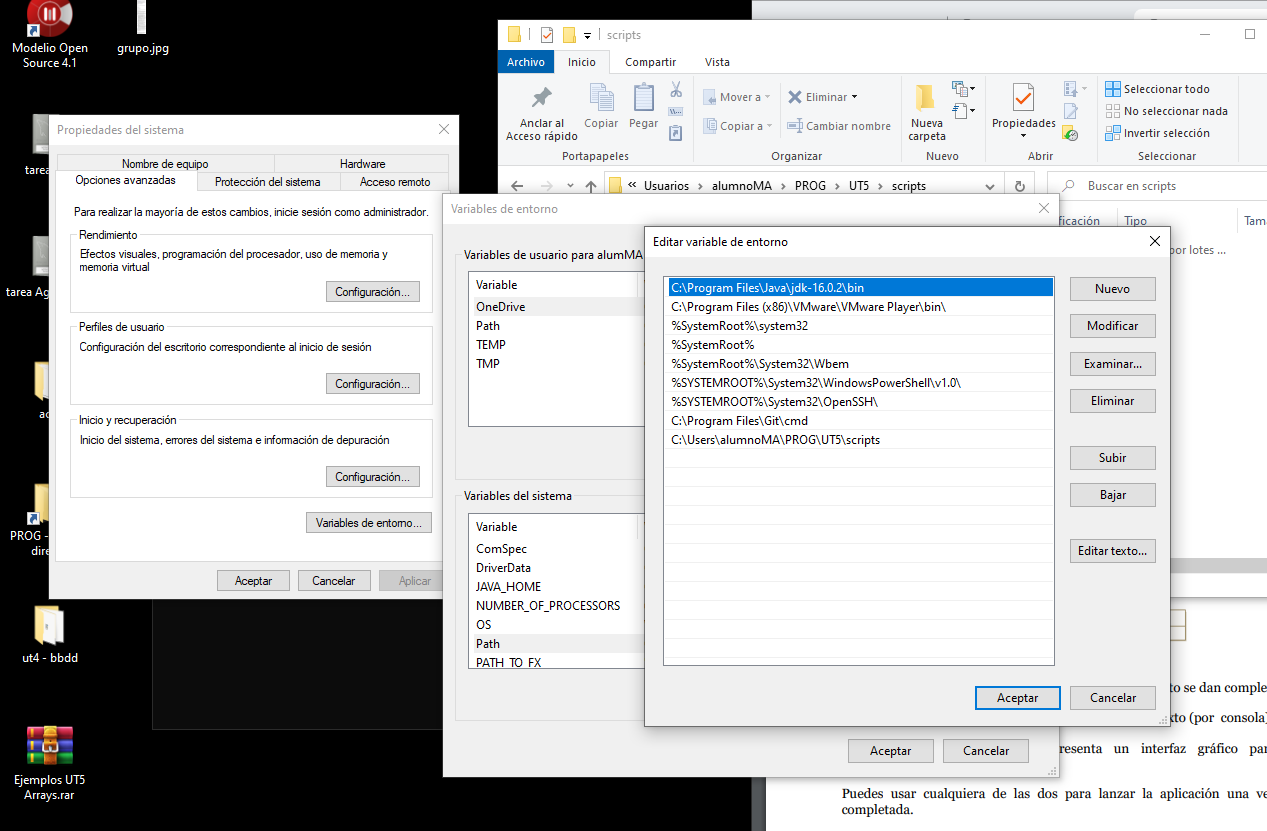 Modelio Open
Source 4.1
grupo.jpg
tarea
tarea Ag
PROG -
dire
ut4 - bbdd
Ejemplos UT5
Arrays.rar
scripts
Archivo
Inicio
Compartir
Vista
Anclar al
Acceso rápido
Copiar
Pegar
Portapapeles
Mover a
Copiar a
Eliminar
Cambiar nombre
Organizar
Nueva
carpeta
Nuevo
Propiedades
Abrir
Seleccionar todo
No seleccionar nada
Invertir selección
Seleccionar
« Usuarios > alumnoMA > PROG > UT5 > scripts
Buscar en scripts
ficación
Tipo
Tama
por lotes ...
Propiedades del sistema
Nombre de equipo
Hardware
Opciones avanzadas
Protección del sistema
Acceso remoto
Para realizar la mayoría de estos cambios, inicie sesión como administrador.
Rendimiento
Efectos visuales, programación del procesador, uso de memoria y
memoria virtual
Configuración...
Perfiles de usuario
Configuración del escritorio correspondiente al inicio de sesión
Configuración...
Inicio y recuperación
Inicio del sistema, errores del sistema e información de depuración
Configuración...
Variables de entorno...
Aceptar
Cancelar
Aplicar
Variables de entorno
Variables de usuario para alumMA
Variable
OneDrive
Path
TEMP
TMP
Variables del sistema
Variable
ComSpec
DriverData
JAVA_HOME
NUMBER_OF_PROCESSORS
OS
Path
PATH_TO_FX
Aceptar
Cancelar
Editar variable de entorno
C:\Program Files\Java\jdk-16.0.2\bin
C:\Program Files (x86)\VMware\VMware Player\bin\
%SystemRoot%\system32
%SystemRoot%
%SystemRoot%\System32\Wbem
%SYSTEMROOT%\System32\WindowsPowerShell\v1.0\
%SYSTEMROOT%\System32\OpenSSH\
C:\Program Files\Git\cmd
C:\Users\alumnoMA\PROG\UT5\scripts
Nuevo
Modificar
Examinar...
Eliminar
Subir
Bajar
Editar texto...
Aceptar
Cancelar
to se dan comple
xto (por consola)
resenta un interfaz gráfico par
Puedes usar cualquiera de las dos para lanzar la aplicación una ve
completada.